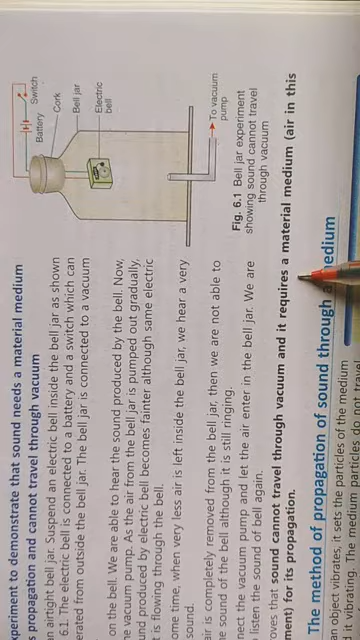 xperiment to demonstrate that sound needs a material medium
s propagation and cannot travel through vacuum
n airtight bell jar. Suspend an electric bell inside the bell jar as shown
6.1. The electric bell is connected to a battery and a switch which can
erated from outside the bell jar. The bell jar is connected to a vacuum
Switch
Battery
Cork
Bell jar
Electric
bell
To vacuum
pump
Fig. 6.1 Bell jar experiment
showing sound cannot travel
through vacuum
on the bell. We are able to hear the sound produced by the bell. Now,
he vacuum pump. As the air from the bell jar is pumped out gradually,
und produced by electric bell becomes fainter although same electric
t is flowing through the bell.
ome time, when very less air is left inside the bell jar, we hear a very
sound.
air is completely removed from the bell jar, then we are not able to
he sound of the bell although it is still ringing.
nect the vacuum pump and let the air enter in the bell jar. We are
isten the sound of bell again.
oves that sound cannot travel through vacuum and it requires a material medium (air in this
ent) for its propagation.
The method of propagation of sound through a medium
an object vibrates, it sets the particles of the medium
it vibrating. The medium particles do not travel